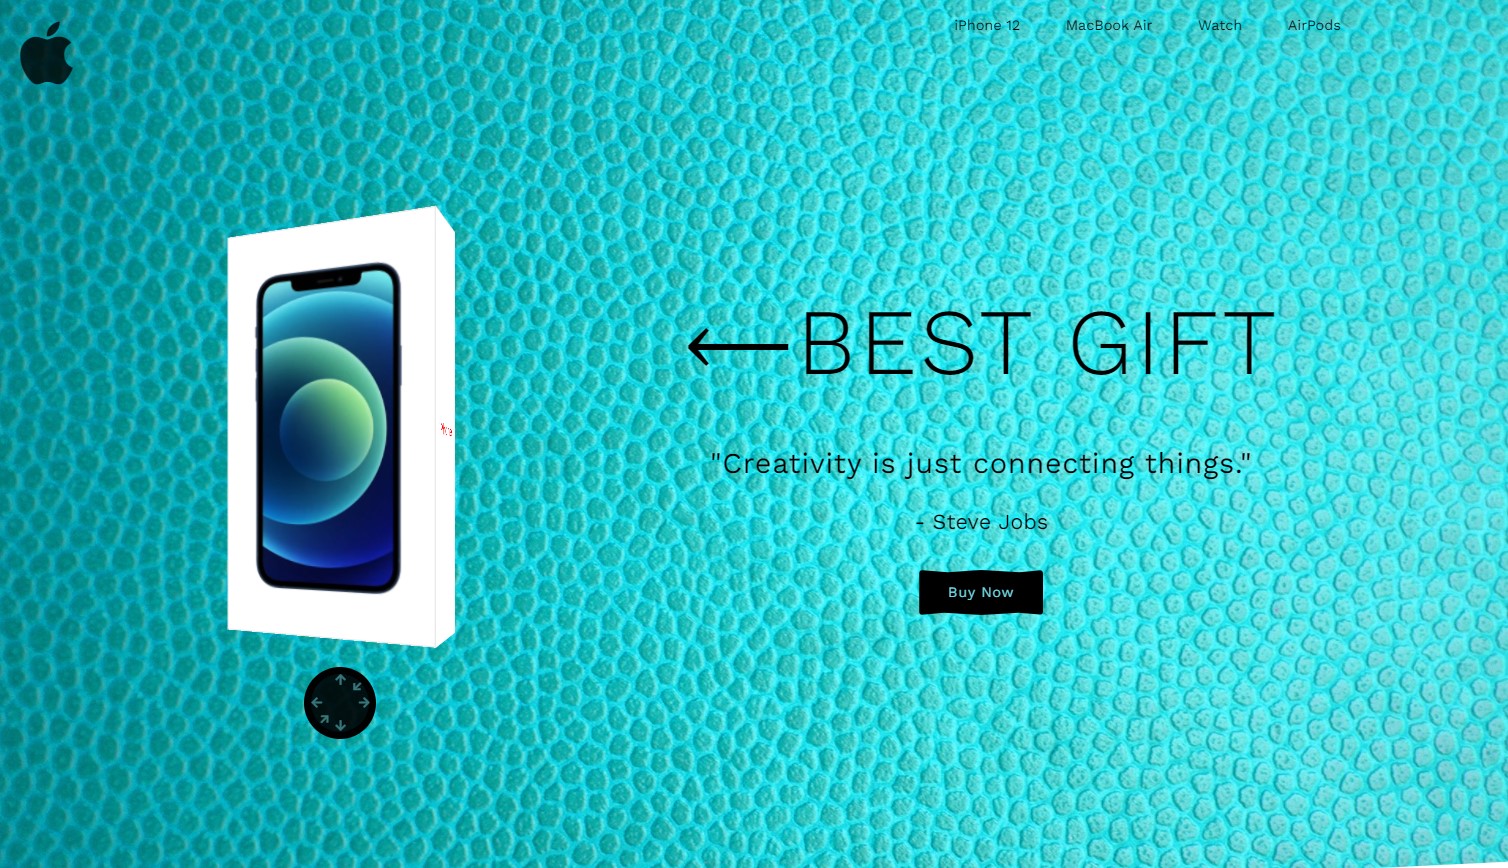 iPhone 12 MacBook Air Watch AirPods
←BEST GIFT
"Creativity is just connecting things."
- Steve Jobs
Buy Now